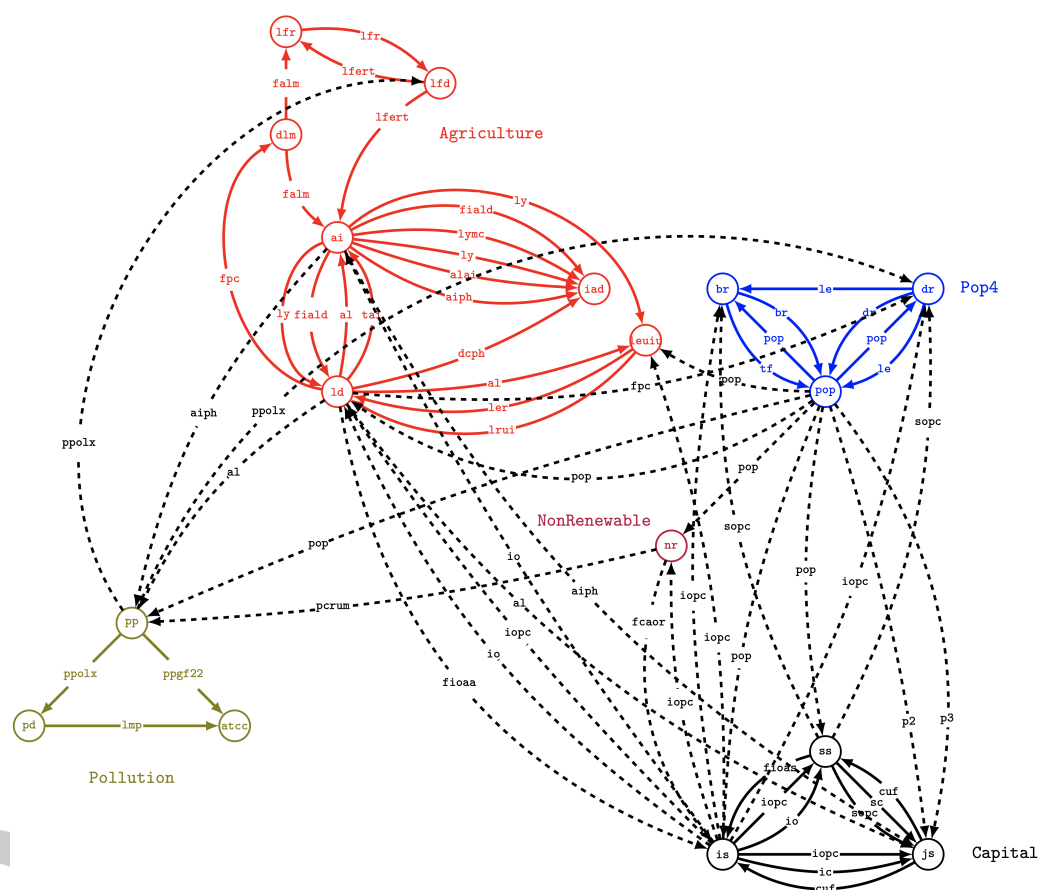 lfr
lfr
lfert
lfd
falm
lfert
dlm
Agriculture
falm
ly
fiald
ai
lymc
ly
fpc
alai
iad
br
le
dr
Pop4
aiph
ly
fiald
al
br
dr
leuiu
pop
pop
dcph
tf
le
pop
fpc
al
ld
pop
ler
aiph
ppolx
sopc
lrui
ppolx
al
pop
pop
NonRenewable
sopc
pop
nr
io
pop
iopc
aiph
iopc
al
pcrum
pp
fcaor
iopc
iopc
io
pop
ppolx
ppgf22
fioaa
iopc
pd
lmp
atcc
p2
p3
ss
fioas
Pollution
cuf
iopc
sc
sopc
io
is
iopc
js
Capital
ic
cuf